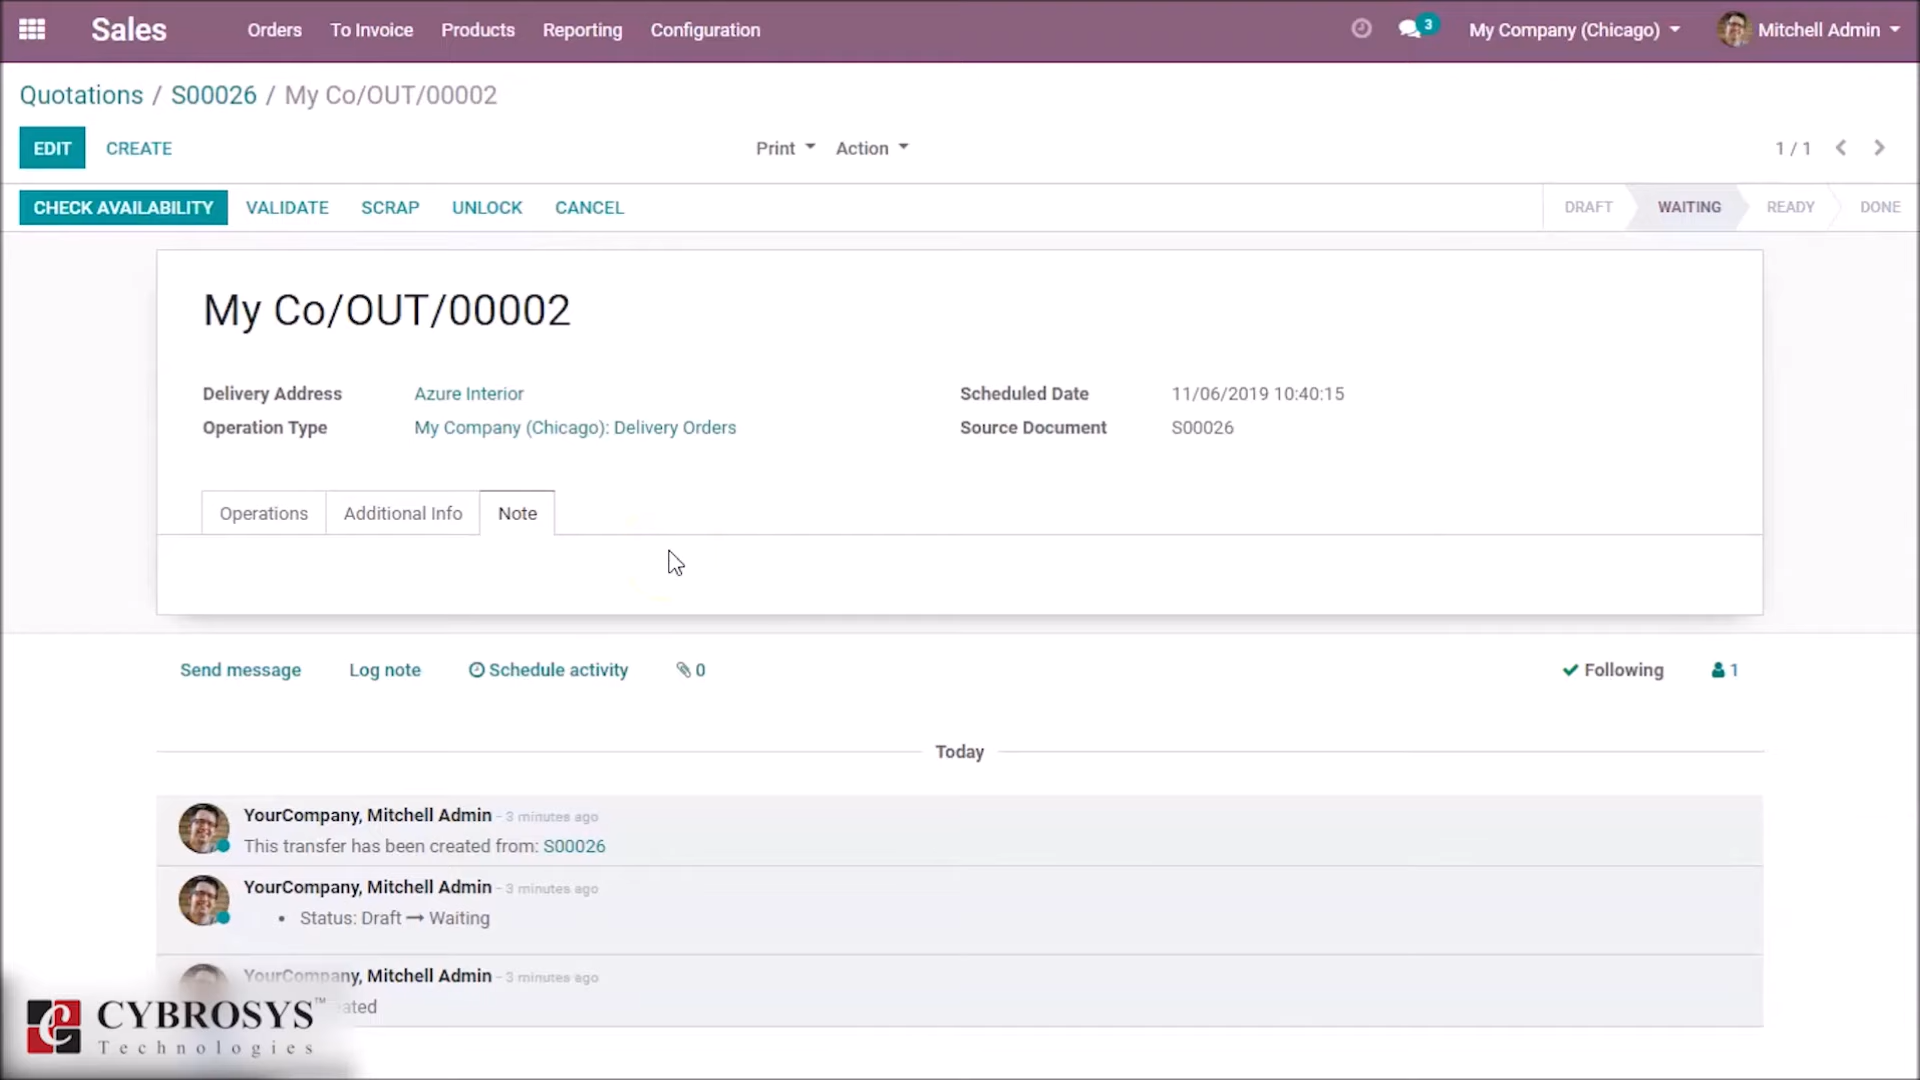 Sales Orders To Invoice Products Reporting Configuration 3 My Company (Chicago) Mitchell Admin
Quotations / S00026 / My Co/OUT/00002
EDIT CREATE Print Action 1 / 1
CHECK AVAILABILITY VALIDATE SCRAP UNLOCK CANCEL DRAFT WAITING READY DONE
My Co/OUT/00002
Delivery Address Azure Interior Scheduled Date 11/06/2019 10:40:15
Operation Type My Company (Chicago): Delivery Orders Source Document S00026
Operations Additional Info Note
Send message Log note Schedule activity 0 Following 1
Today
YourCompany, Mitchell Admin - 3 minutes ago
This transfer has been created from: S00026
YourCompany, Mitchell Admin - 3 minutes ago
• Status: Draft → Waiting
YourCompany, Mitchell Admin - 3 minutes ago
CYBROSYS™
Technologies